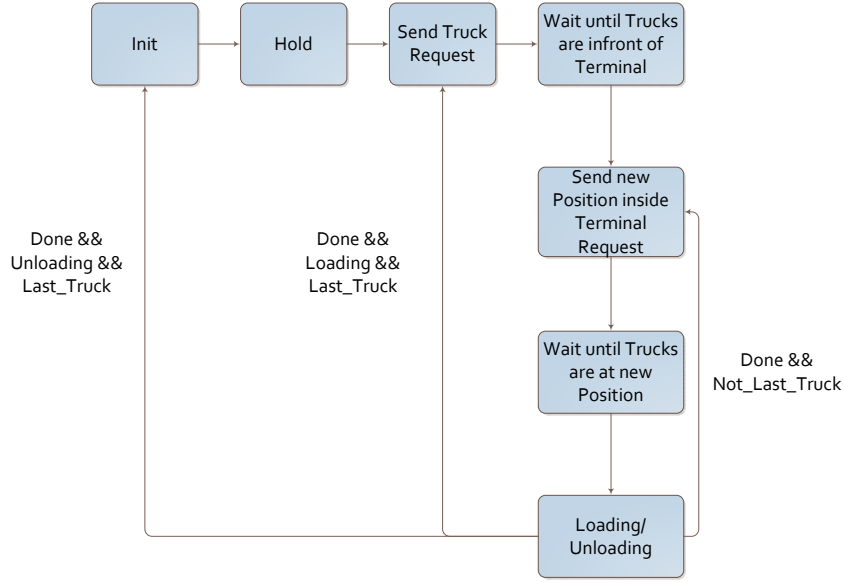 Init
Hold
Send Truck
Request
Wait until Trucks
are infront of
Terminal
Send new
Position inside
Terminal
Request
Done &&
Unloading &&
Last_Truck
Done &&
Loading &&
Last_Truck
Wait until Trucks
are at new
Position
Done &&
Not_Last_Truck
Loading/
Unloading